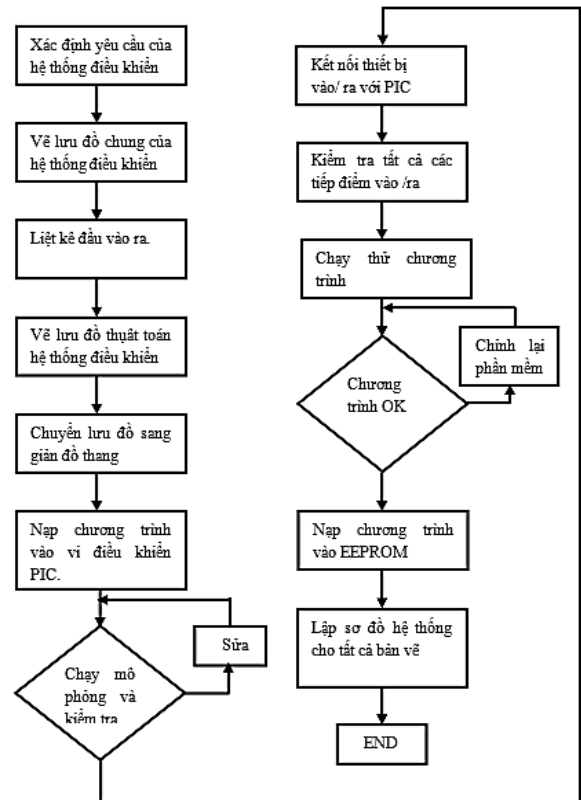 Xác định yêu cầu của
hệ thống điều khiển
Vẽ lưu đồ chung của
hệ thống điều khiển
Liệt kê đầu vào ra.
Vẽ lưu đồ thuât toán
hệ thống điều khiển
Chuyển lưu đồ sang
giản đồ thang
Nạp chương trình
vào vi điều khiển
PIC.
Sữa
Chạy mô
phỏng và
kiểm tra
Kết nối thiết bị
vào/ ra với PIC
Kiểm tra tất cả các
tiếp điểm vào /ra
Chạy thử chương
trình
Chỉnh lại
phần mềm
Chương
trình OK
Nạp chương trình
vào EEPROM
Lập sơ đồ hệ thống
cho tất cả bản vẽ
END